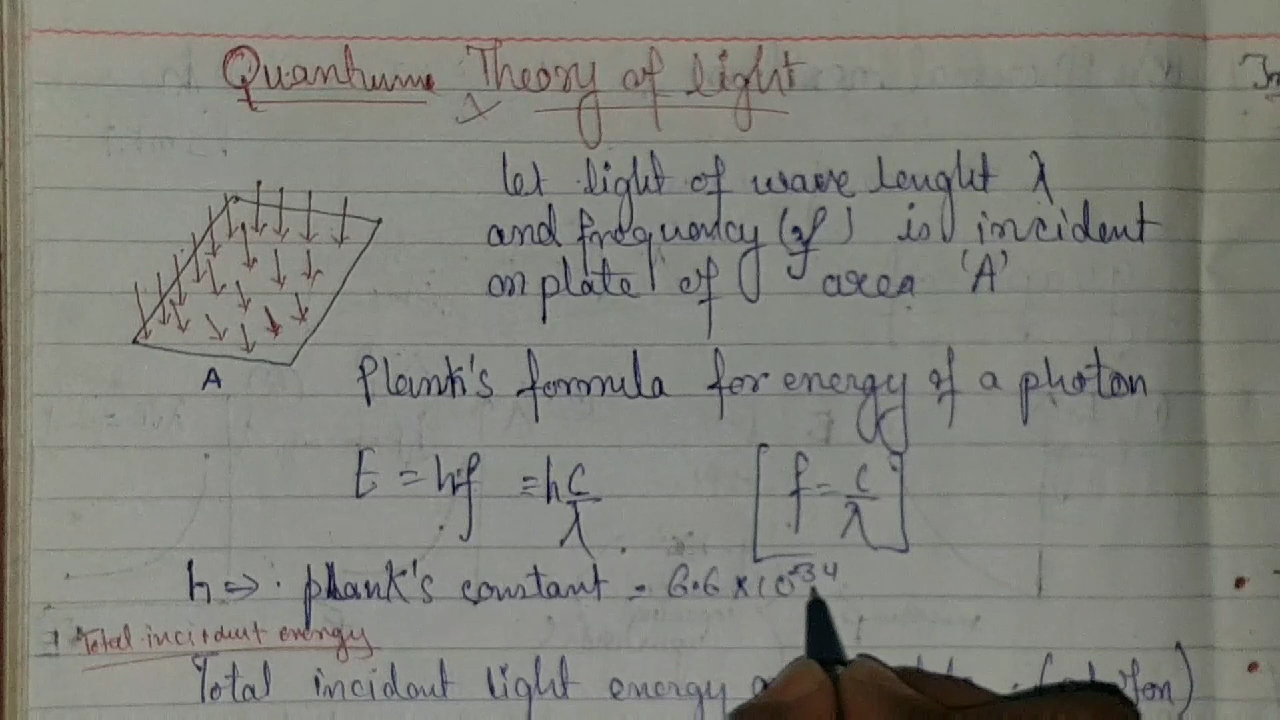 Quantume Theory of light
let light of wave lenght λ
and frequency (f) is incident
on plate of area 'A'
A
Plank's formula for energy of a photon
E = hf = hc/λ [f = c/λ]
h ⇒ plank's constant = 6.6 × 10-34
Total incident energy
Total incident light energy